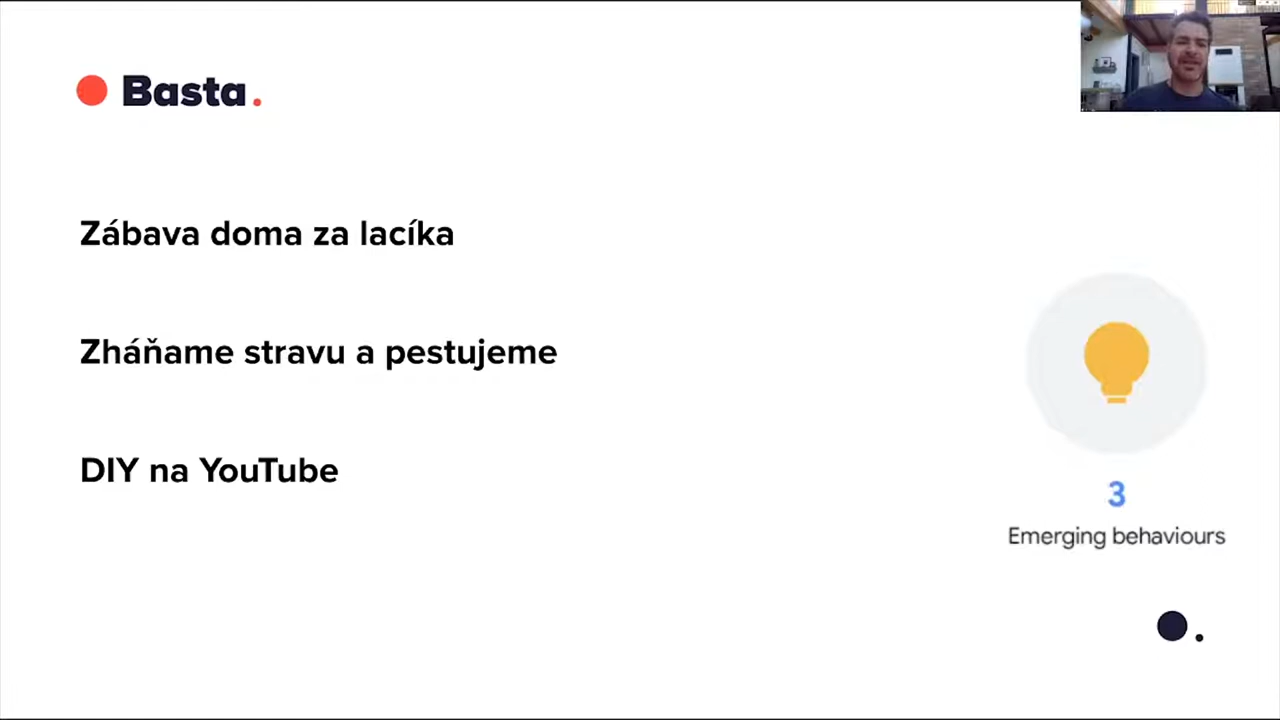 Basta.
Zábava doma za lacíka
Zháňame stravu a pestujeme
DIY na YouTube
3
Emerging behaviours